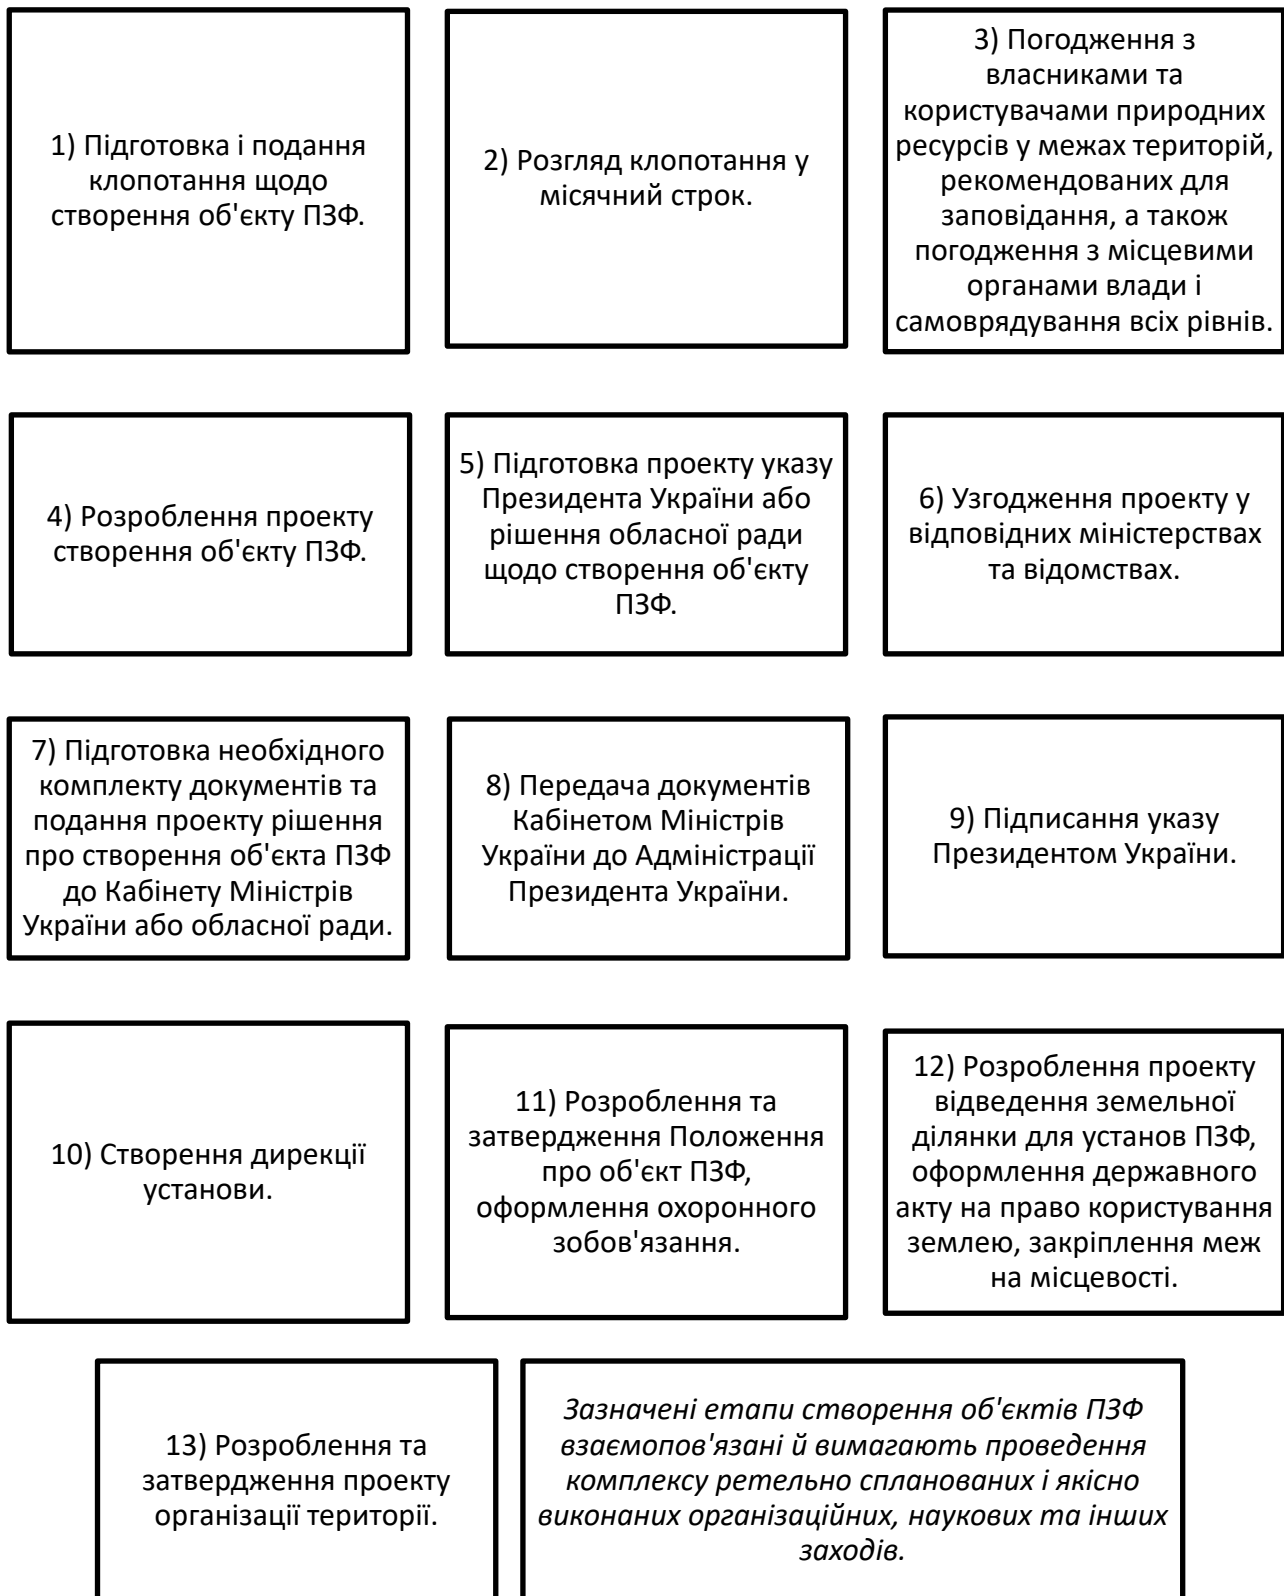 1) Підготовка і подання
клопотання щодо
створення об'єкту ПЗФ.
2) Розгляд клопотання у
місячний строк.
3) Погодження з
власниками та
користувачами природних
ресурсів у межах територій,
рекомендованих для
заповідання, а також
погодження з місцевими
органами влади і
самоврядування всіх рівнів.
4) Розроблення проекту
створення об'єкту ПЗФ.
5) Підготовка проекту указу
Президента України або
рішення обласної ради
щодо створення об'єкту
ПЗФ.
6) Узгодження проекту у
відповідних міністерствах
та відомствах.
7) Підготовка необхідного
комплекту документів та
подання проекту рішення
про створення об'єкта ПЗФ
до Кабінету Міністрів
України або обласної ради.
8) Передача документів
Кабінетом Міністрів
України до Адміністрації
Президента України.
9) Підписання указу
Президентом України.
10) Створення дирекції
установи.
11) Розроблення та
затвердження Положення
про об'єкт ПЗФ,
оформлення охоронного
зобов'язання.
12) Розроблення проекту
відведення земельної
ділянки для установ ПЗФ,
оформлення державного
акту на право користування
землею, закріплення меж
на місцевості.
13) Розроблення та
затвердження проекту
організації території.
Зазначені етапи створення об'єктів ПЗФ
взаємопов'язані й вимагають проведення
комплексу ретельно спланованих і якісно
виконаних організаційних, наукових та інших
заходів.